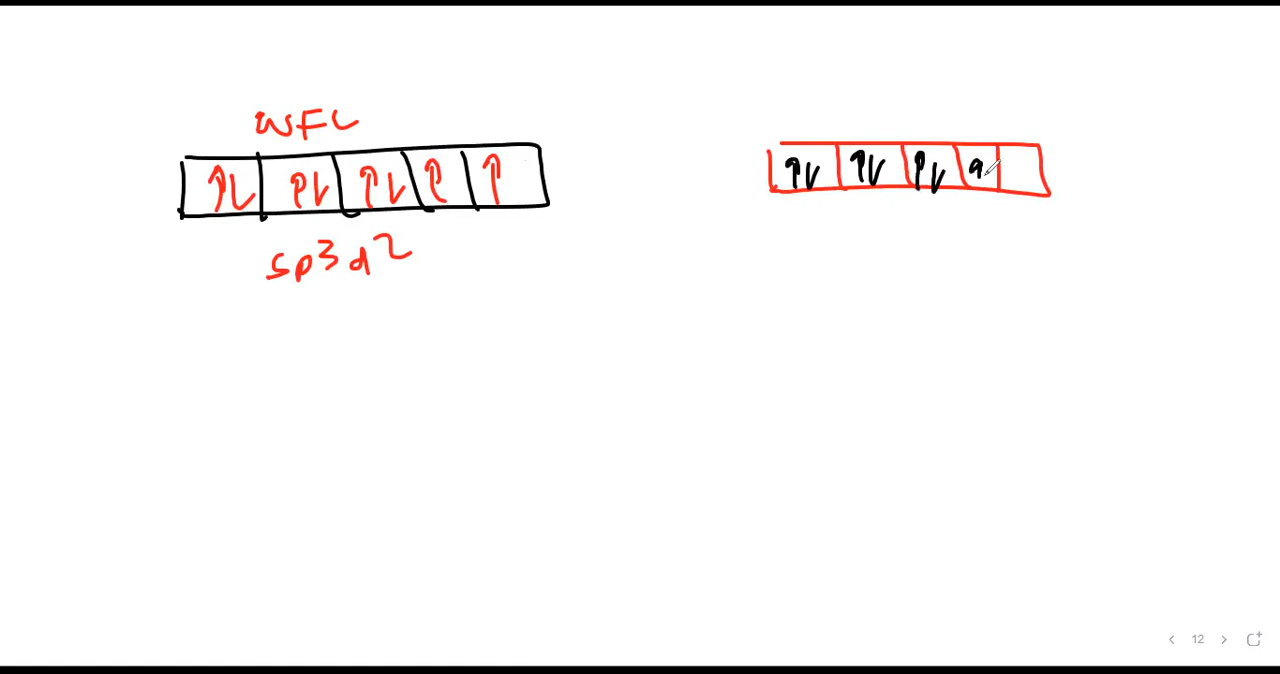 WFL
↑↓ ↑↓ ↑↓ ↑ ↑
↑↓ ↑↓ ↑↓ ↑
sp³d²
12